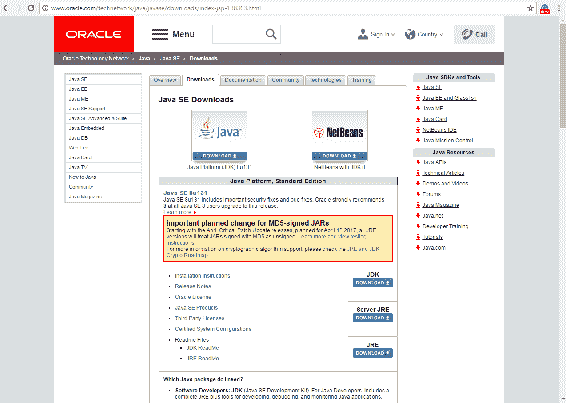 www.oracle.com/technetwork/java/javase/downloads/index-jsp-138363.html
ORACLE
Menu
Sign In
Country
Call
Oracle Technology Network > Java > Java SE > Downloads
Java SE
Java EE
Java ME
Java SE Support
Java SE Advanced & Suite
Java Embedded
Java DB
Web Tier
Java Card
Java TV
New to Java
Community
Java Magazine
Overview
Downloads
Documentation
Community
Technologies
Training
Java SE Downloads
Java
DOWNLOAD
NetBeans
DOWNLOAD
Java Platform, Standard Edition
Java SE
includes important security fixes and bug fixes. Oracle strongly recommends
that all Java SE 8 users upgrade to this release.
Learn more
Important planned change for MD5-signed JARs
Starting with the April Critical Patch Update releases, planned for April 18 2017, all JRE
versions will treat JARs signed with MD5 as unsigned. Learn more and view testing
instructions.
For more information on cryptographic algorithm support, please check the JRE and JDK
Crypto Roadmap.
Installation Instructions
Release Notes
Oracle License
Java SE Products
Third Party Licenses
Certified System Configurations
Readme Files
JDK ReadMe
JRE ReadMe
JDK
DOWNLOAD
Server JRE
DOWNLOAD
JRE
DOWNLOAD
Which Java package do I need?
Software Developers: JDK (Java SE Development Kit). For Java Developers. Includes a
complete JRE plus tools for developing, debugging, and monitoring Java applications.
Java SDKs and Tools
Java SE
Java EE and Glassfish
Java ME
Java Card
NetBeans IDE
Java Mission Control
Java Resources
Java APIs
Technical Articles
Demos and Videos
Forums
Java Magazine
Java.net
Developer Training
Tutorials
Java.com